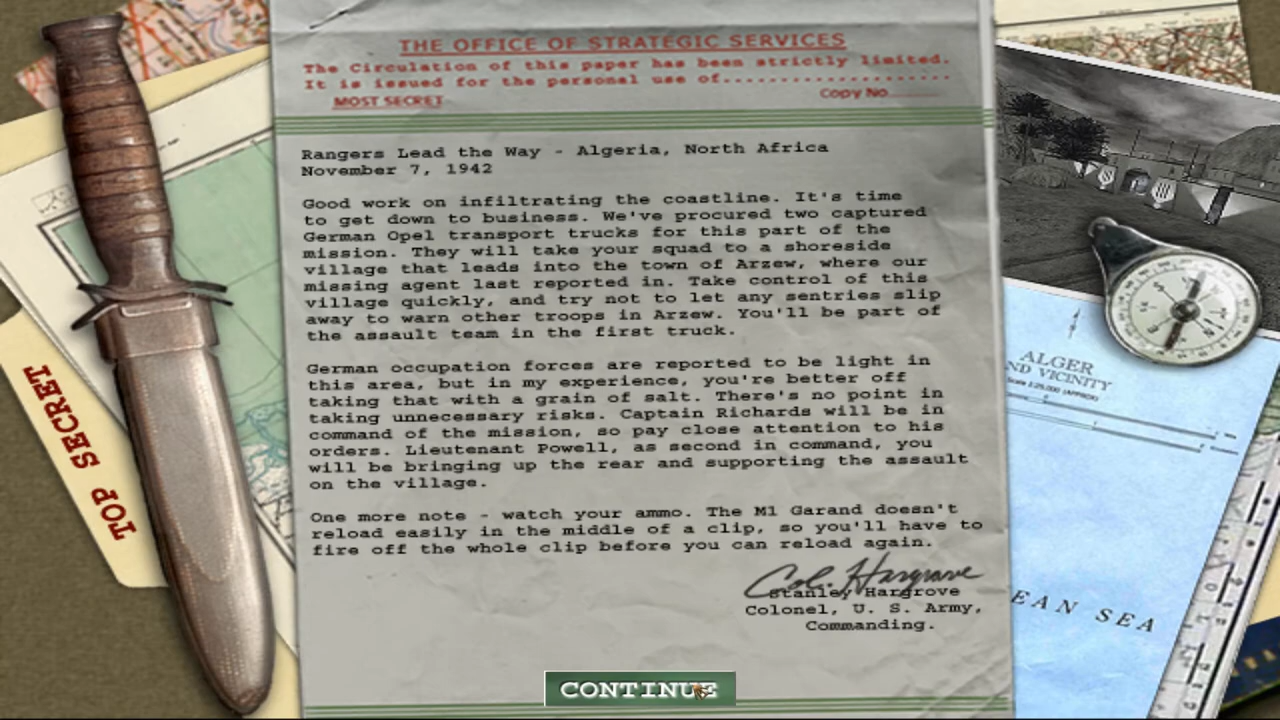 THE OFFICE OF STRATEGIC SERVICES
The Circulation of this paper has been strictly limited.
It is issued for the personal use of............................
MOST SECRET
Copy No...........
Rangers Lead the Way - Algeria, North Africa
November 7, 1942
Good work on infiltrating the coastline. It's time
to get down to business. We've procured two captured
German Opel transport trucks for this part of the
mission. They will take your squad to a shoreside
village that leads into the town of Arzew, where our
missing agent last reported in. Take control of this
village quickly, and try not to let any sentries slip
away to warn other troops in Arzew. You'll be part of
the assault team in the first truck.
German occupation forces are reported to be light in
this area, but in my experience, you're better off
taking that with a grain of salt. There's no point in
taking unnecessary risks. Captain Richards will be in
command of the mission, so pay close attention to his
orders. Lieutenant Powell, as second in command, you
will be bringing up the rear and supporting the assault
on the village.
One more note - watch your ammo. The M1 Garand doesn't
reload easily in the middle of a clip, so you'll have to
fire off the whole clip before you can reload again.
Col. Hargrove
Stanley Hargrove
Colonel, U. S. Army,
Commanding.
CONTINUE
TOP SECRET
ALGER
ND VICINITY
EAN SEA